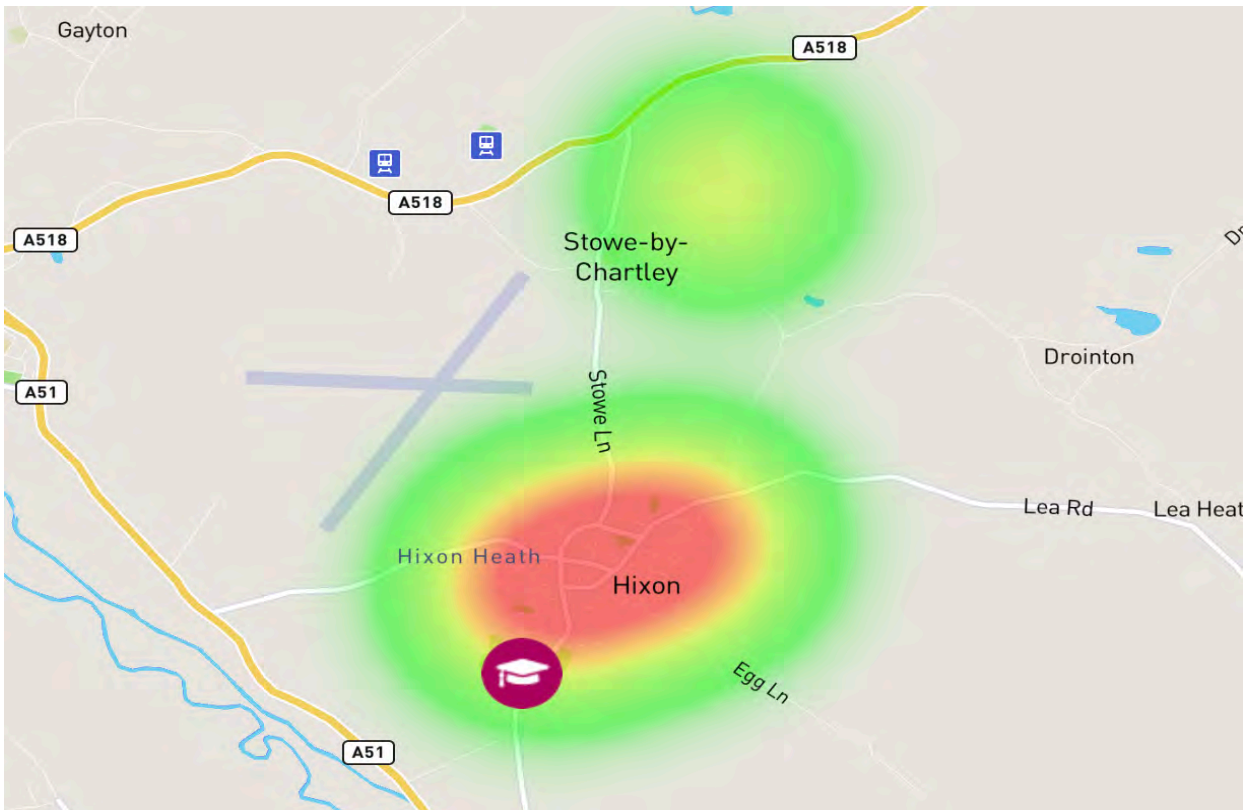 Gayton
A518
A518
A518
Stowe-by-
Chartley
Drointon
A51
Stowe Ln
Lea Rd
Lea Heat
Hixon Heath
Hixon
Egg Ln
A51